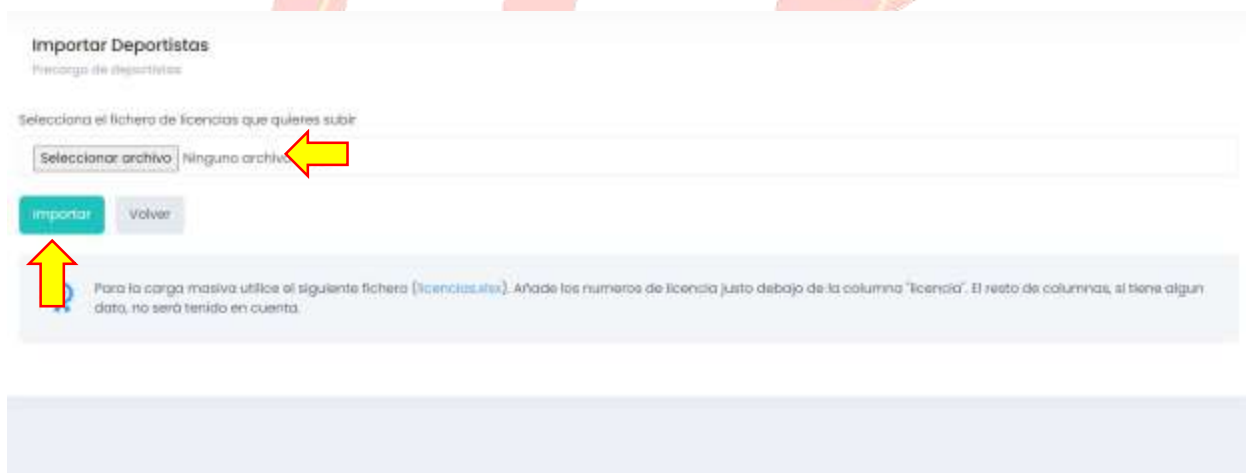 Importar Deportistas
Precarga de deportistas
Selecciona el fichero de licencias que quieres subir
Seleccionar archivo Ninguno archivo
Importar Volver
Para la carga masiva utilice el siguiente fichero (licencias.xlsx). Añade los numeros de licencia justo debajo de la columna "licencia". El resto de columnas, si tiene algun
dato, no será tenido en cuenta.